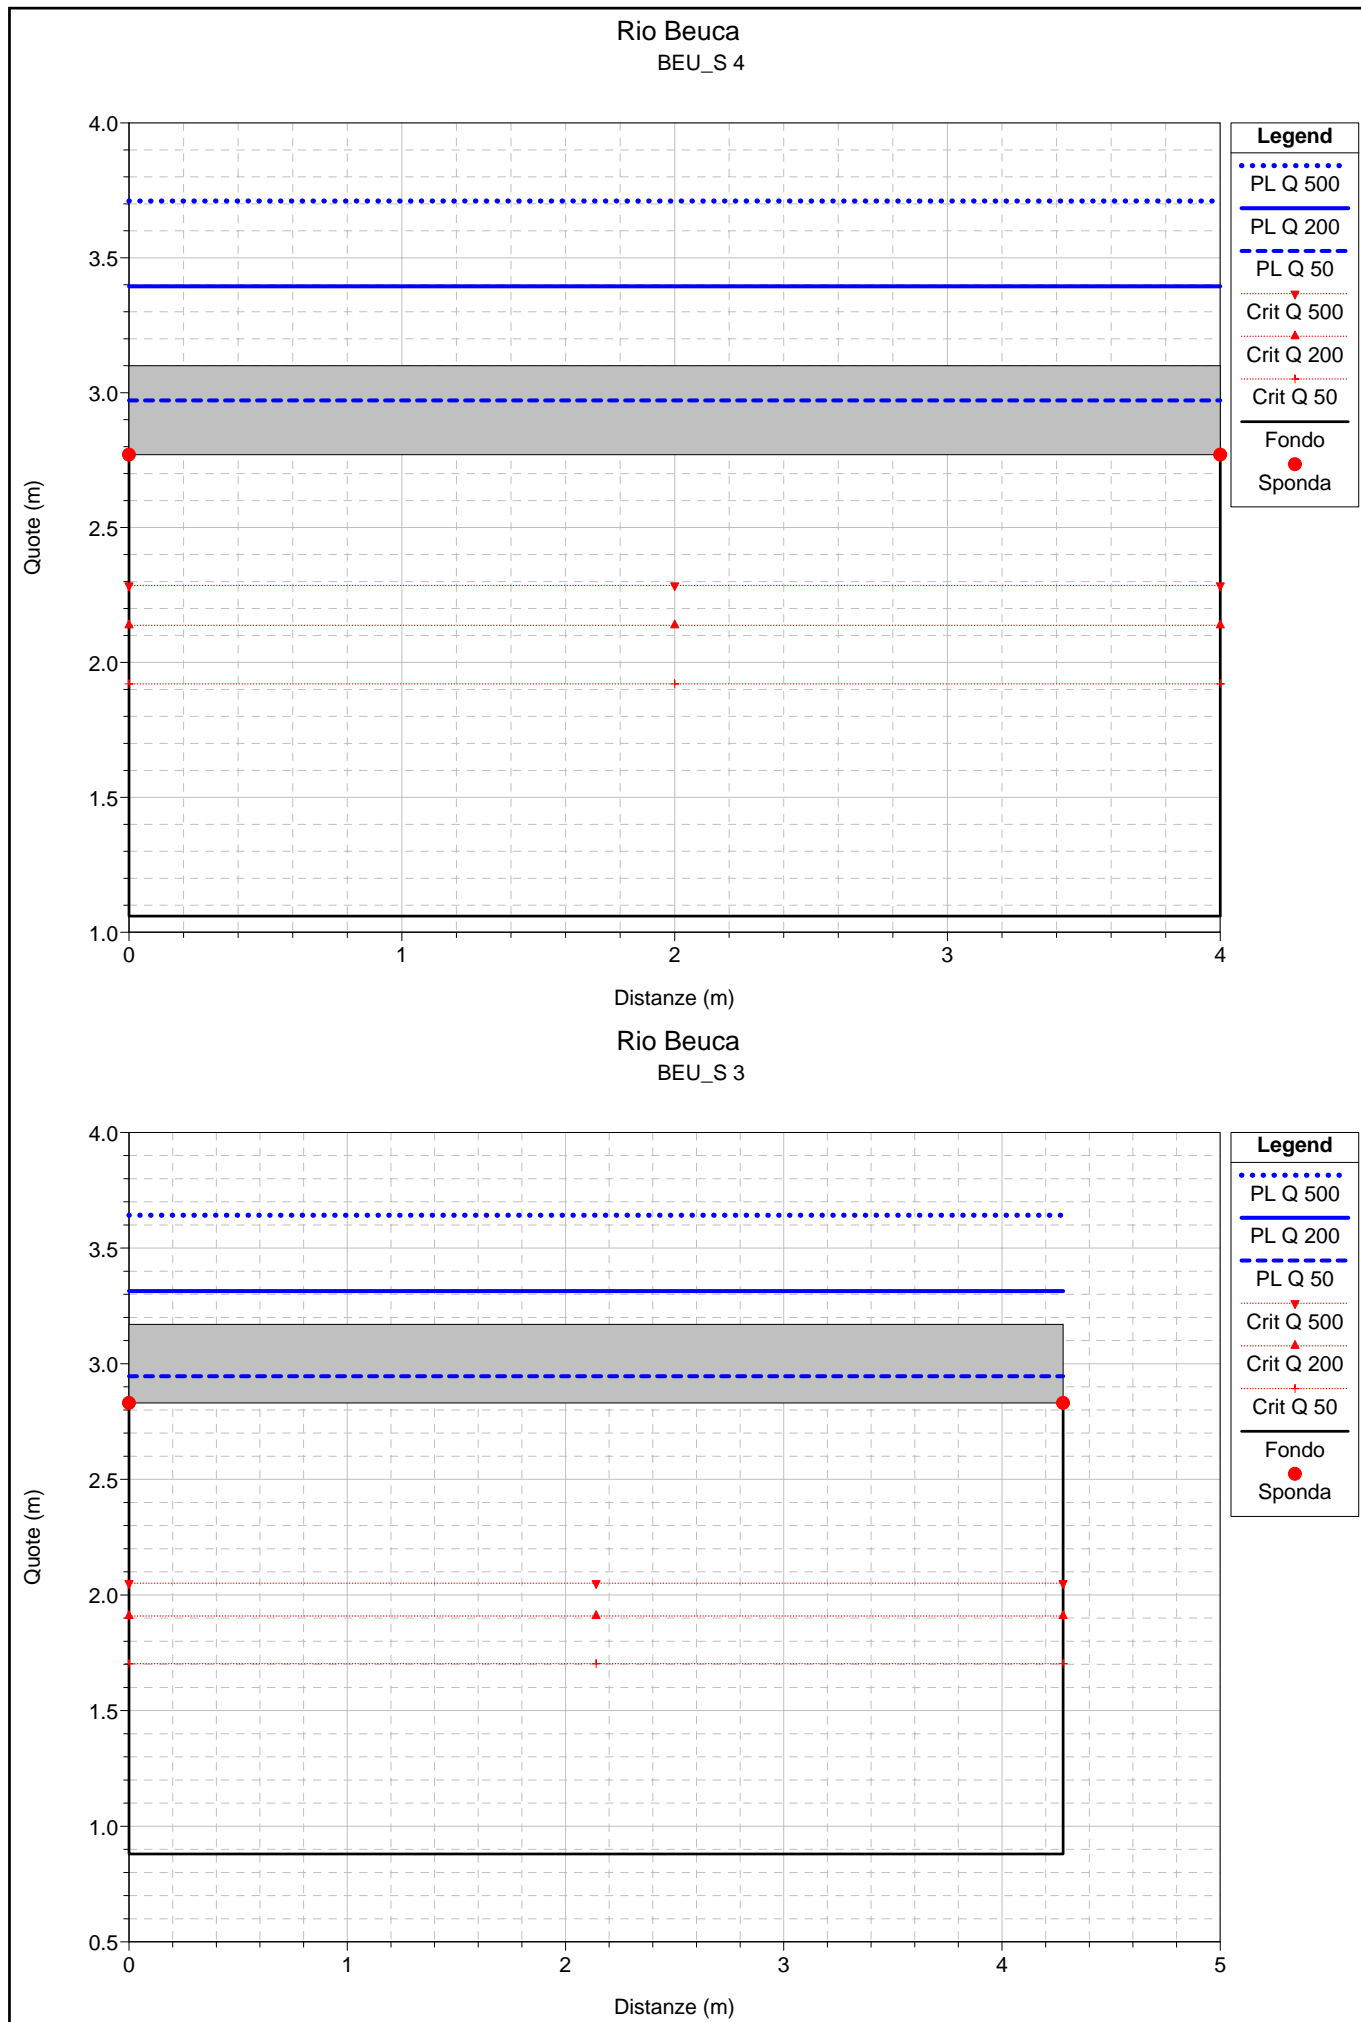 Rio Beuca
BEU_S 4
4.0
3.5
3.0
2.5
2.0
1.5
1.0
Quote (m)
0
1
2
3
4
Distanze (m)
Legend
PL Q 500
PL Q 200
PL Q 50
Crit Q 500
Crit Q 200
Crit Q 50
Fondo
Sponda
Rio Beuca
BEU_S 3
4.0
3.5
3.0
2.5
2.0
1.5
1.0
0.5
Quote (m)
0
1
2
3
4
5
Distanze (m)
Legend
PL Q 500
PL Q 200
PL Q 50
Crit Q 500
Crit Q 200
Crit Q 50
Fondo
Sponda